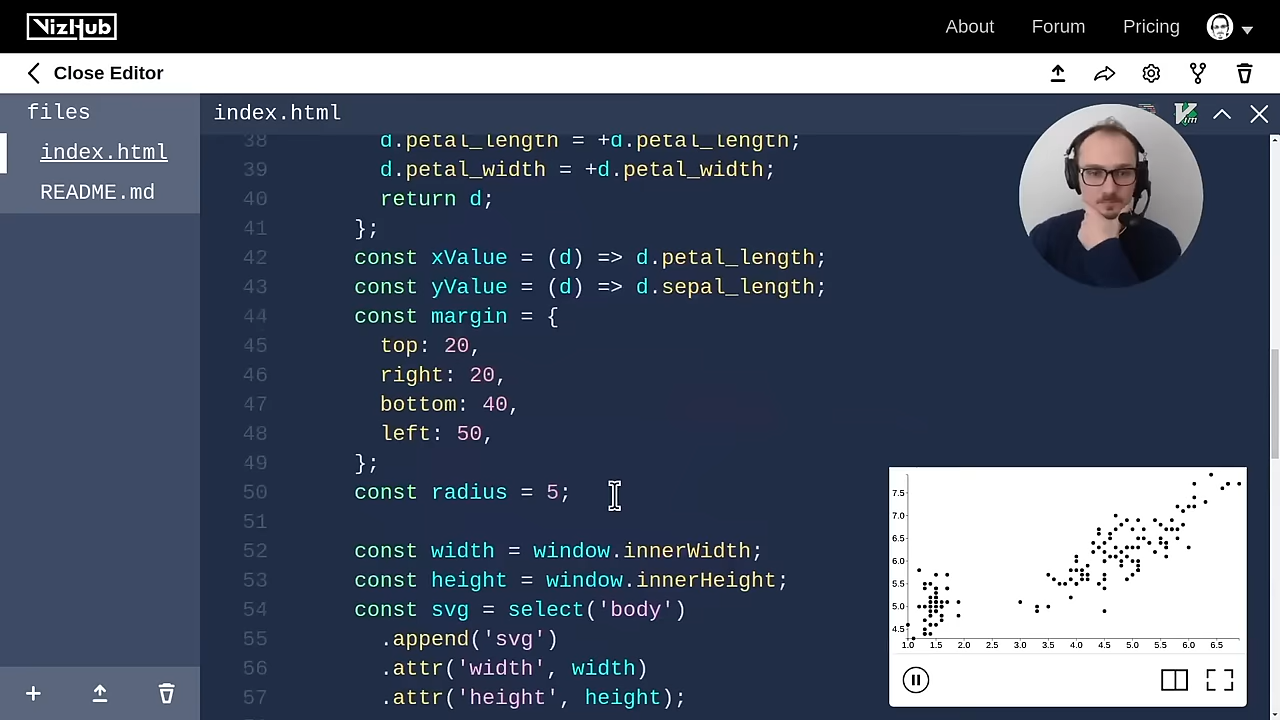 VizHub
About
Forum
Pricing
Close Editor
files
index.html
README.md
index.html
Vim
38 d.petal_length = +d.petal_length;
39 d.petal_width = +d.petal_width;
40 return d;
41 };
42 const xValue = (d) => d.petal_length;
43 const yValue = (d) => d.sepal_length;
44 const margin = {
45 top: 20,
46 right: 20,
47 bottom: 40,
48 left: 50,
49 };
50 const radius = 5;
51
52 const width = window.innerWidth;
53 const height = window.innerHeight;
54 const svg = select('body')
55 .append('svg')
56 .attr('width', width)
57 .attr('height', height);
7.5
7.0
6.5
6.0
5.5
5.0
4.5
1.0 1.5 2.0 2.5 3.0 3.5 4.0 4.5 5.0 5.5 6.0 6.5